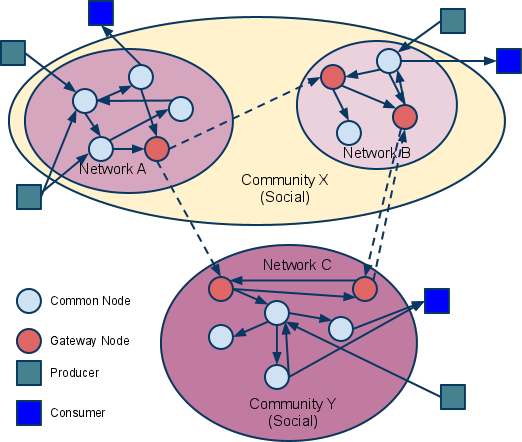 Network A
Network B
Community X
(Social)
Network C
Common Node
Gateway Node
Producer
Consumer
Community Y
(Social)